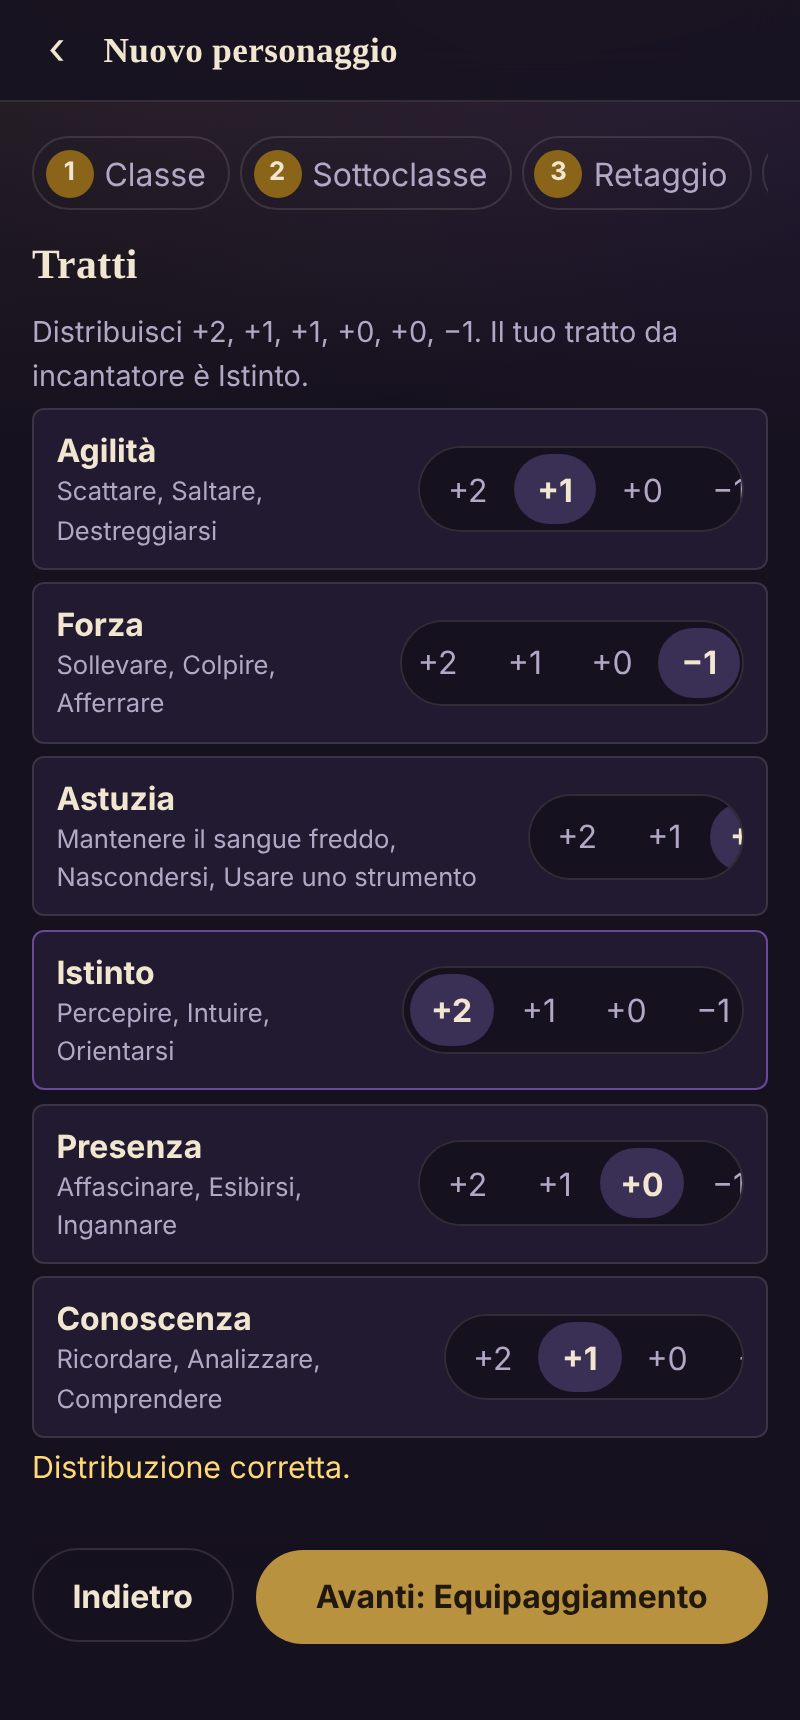 Nuovo personaggio
1 Classe 2 Sottoclasse 3 Retaggio
Tratti
Distribuisci +2, +1, +1, +0, +0, −1. Il tuo tratto da
incantatore è Istinto.
Agilità
Scattare, Saltare,
Destreggiarsi
+2 +1 +0 −1
Forza
Sollevare, Colpire,
Afferrare
+2 +1 +0 −1
Astuzia
Mantenere il sangue freddo,
Nascondersi, Usare uno strumento
+2 +1
Istinto
Percepire, Intuire,
Orientarsi
+2 +1 +0 −1
Presenza
Affascinare, Esibirsi,
Ingannare
+2 +1 +0 −1
Conoscenza
Ricordare, Analizzare,
Comprendere
+2 +1 +0
Distribuzione corretta.
Indietro
Avanti: Equipaggiamento